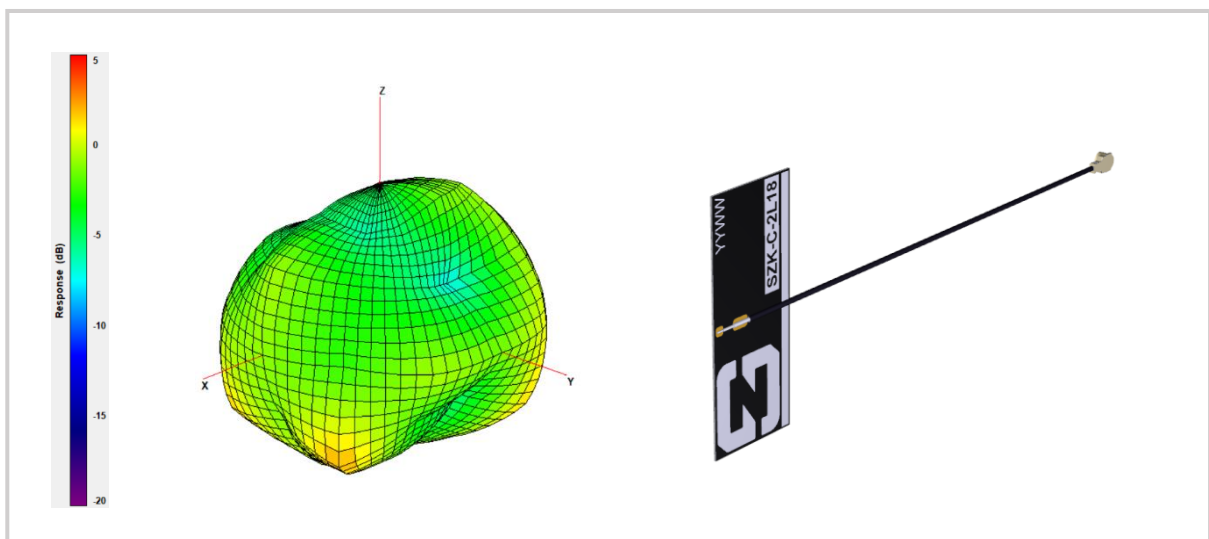 5
0
-5
-10
-15
-20
Response (dB)
Z
X
Y
YYWW
SZK-C-2L18